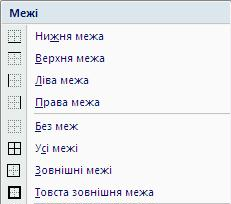 Межі
Нижня межа
Верхня межа
Ліва межа
Права межа
Без меж
Усі межі
Зовнішні межі
Товста зовнішня межа